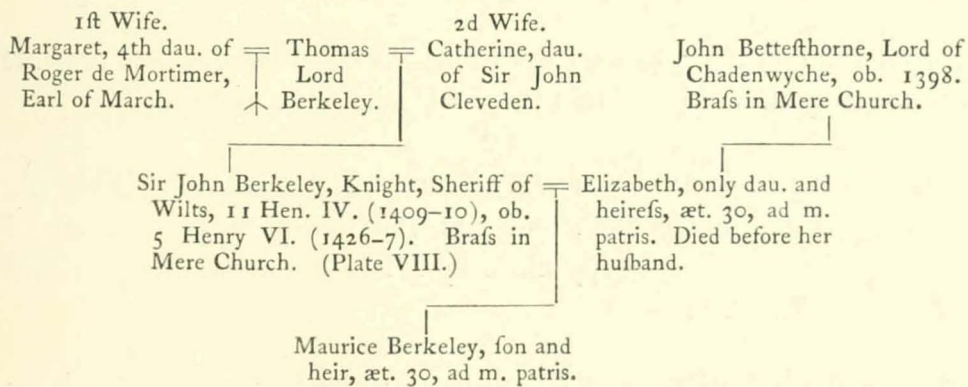 1ſt Wife.
Margaret, 4th dau. of
Roger de Mortimer,
Earl of March.
Thomas
Lord
Berkeley.
2d Wife.
Catherine, dau.
of Sir John
Cleveden.
John Betteſthorne, Lord of
Chadenwyche, ob. 1398.
Braſs in Mere Church.
Sir John Berkeley, Knight, Sheriff of
Wilts, 11 Hen. IV. (1409-10), ob.
5 Henry VI. (1426-7). Braſs in
Mere Church. (Plate VIII.)
Elizabeth, only dau. and
heireſs, æt. 30, ad m.
patris. Died before her
huſband.
Maurice Berkeley, ſon and
heir, æt. 30, ad m. patris.